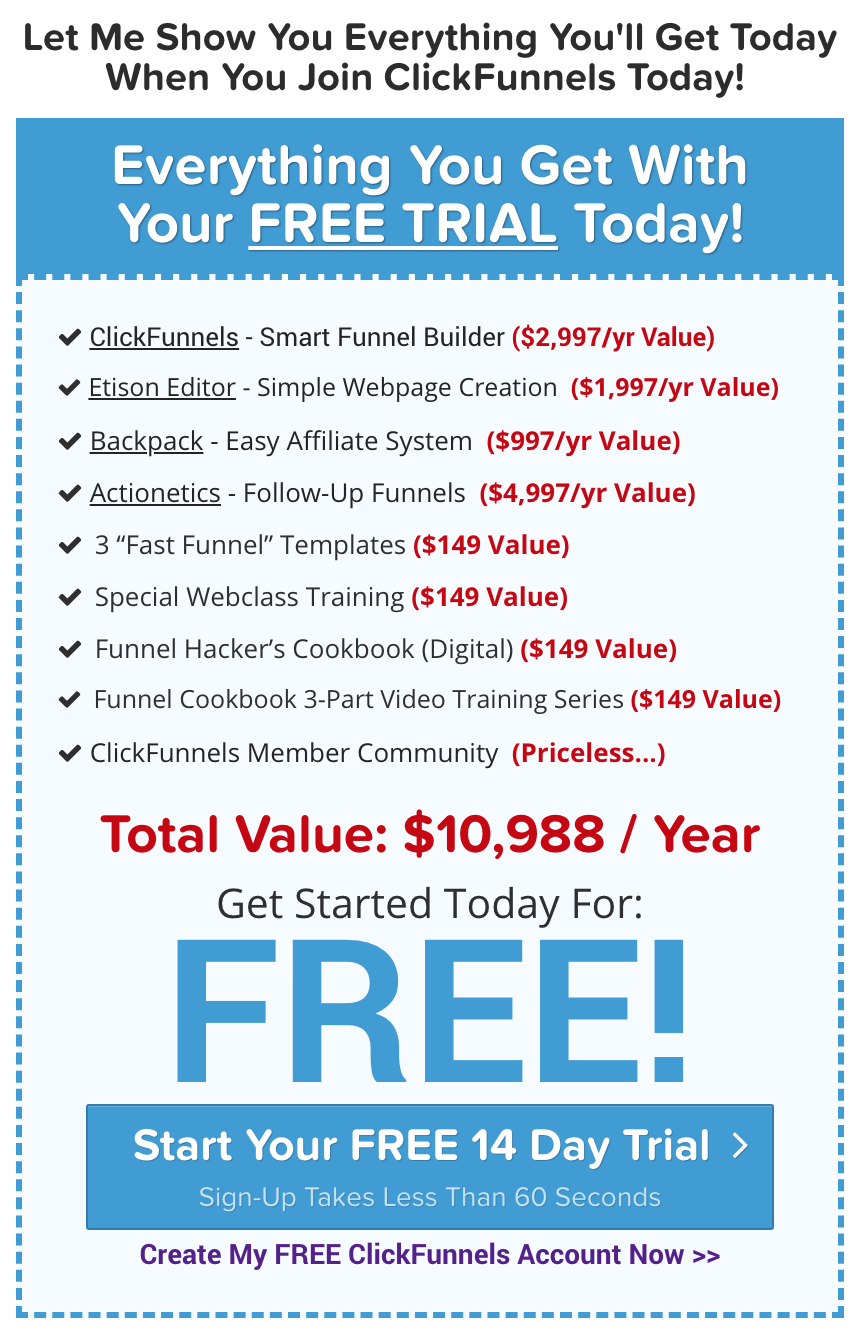 Let Me Show You Everything You'll Get Today
When You Join ClickFunnels Today!
Everything You Get With
Your FREE TRIAL Today!
ClickFunnels - Smart Funnel Builder ($2,997/yr Value)
Etison Editor - Simple Webpage Creation ($1,997/yr Value)
Backpack - Easy Affiliate System ($997/yr Value)
Actionetics - Follow-Up Funnels ($4,997/yr Value)
3 “Fast Funnel” Templates ($149 Value)
Special Webclass Training ($149 Value)
Funnel Hacker’s Cookbook (Digital) ($149 Value)
Funnel Cookbook 3-Part Video Training Series ($149 Value)
ClickFunnels Member Community (Priceless...)
Total Value: $10,988 / Year
Get Started Today For:
FREE!
Start Your FREE 14 Day Trial
Sign-Up Takes Less Than 60 Seconds
Create My FREE ClickFunnels Account Now >>